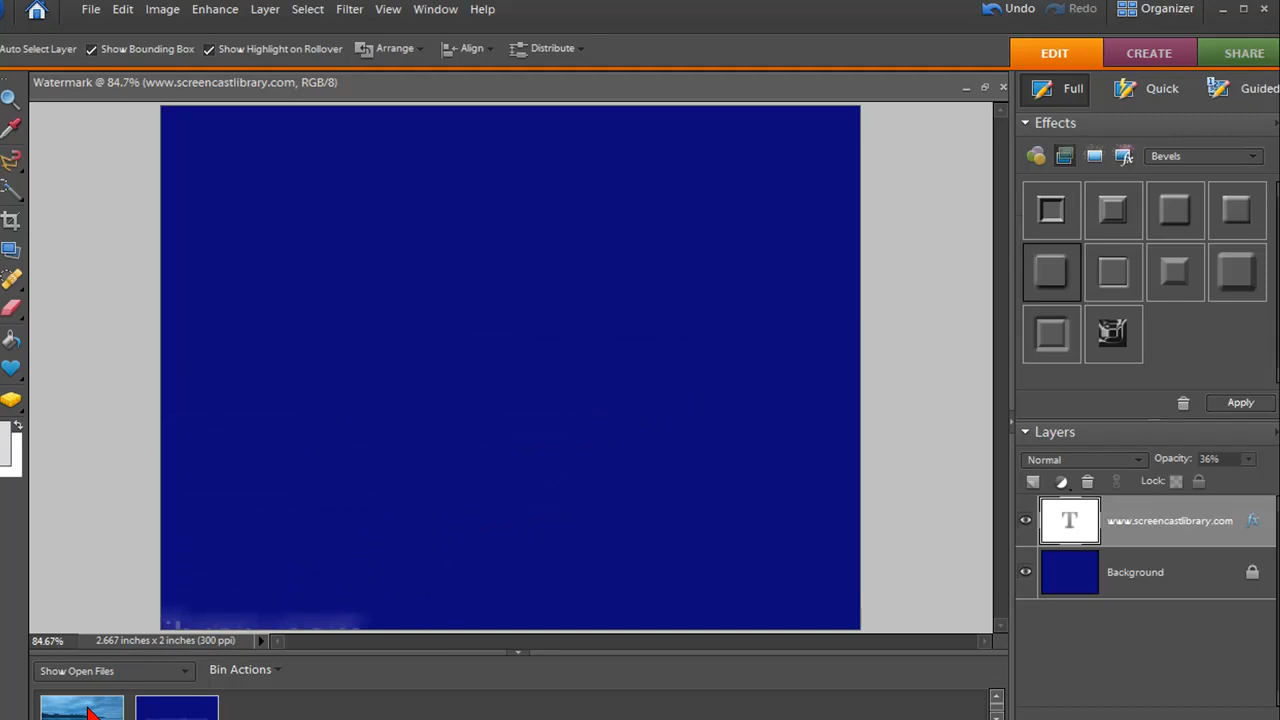 File Edit Image Enhance Layer Select Filter View Window Help Undo Redo Organizer
Auto Select Layer Show Bounding Box Show Highlight on Rollover Arrange Align Distribute EDIT CREATE SHARE
Watermark @ 84.7% (www.screencastlibrary.com, RGB/8)
Full Quick Guided
Effects
Bevels
Apply
Layers
Normal Opacity: 36%
Lock:
T www.screencastlibrary.com fx
Background
84.67% 2.667 inches x 2 inches (300 ppi)
Show Open Files Bin Actions